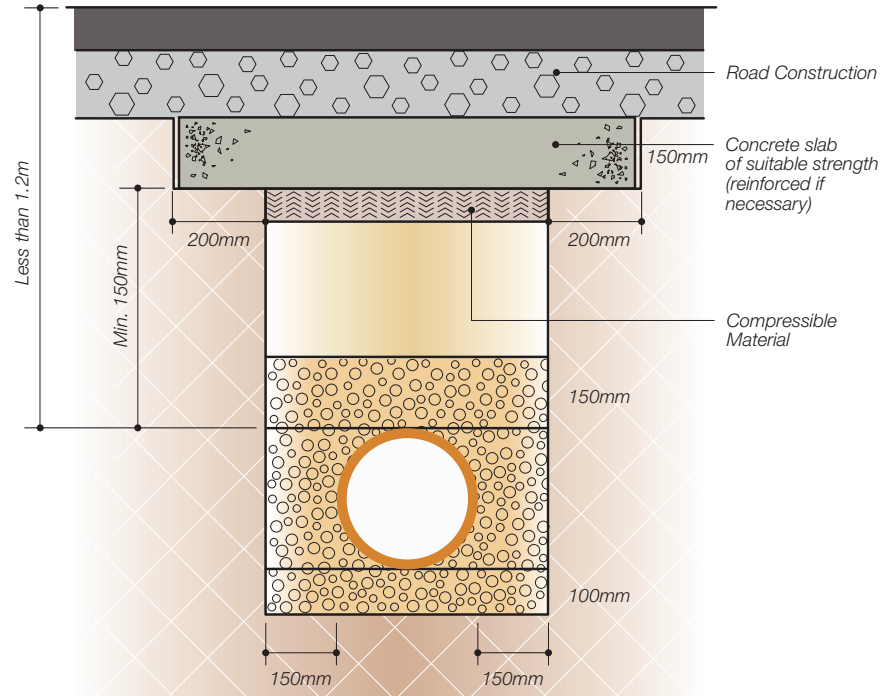 Road Construction
Concrete slab
of suitable strength
(reinforced if
necessary)
150mm
Less than 1.2m
Min. 150mm
200mm
200mm
Compressible
Material
150mm
100mm
150mm
150mm